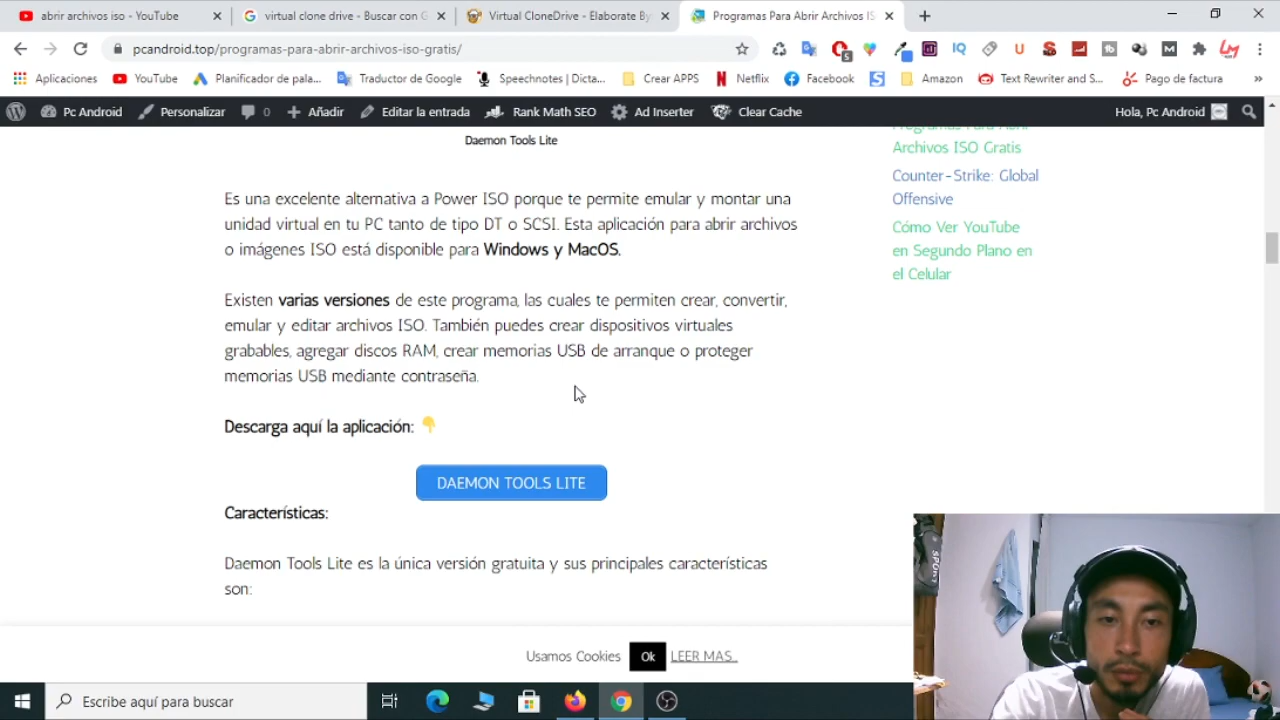 abrir archivos iso - YouTube
virtual clone drive - Buscar con G
Virtual CloneDrive - Elaborate By
Programas Para Abrir Archivos IS
pcandroid.top/programas-para-abrir-archivos-iso-gratis/
Aplicaciones
YouTube
Planificador de pala...
Traductor de Google
Speechnotes | Dicta...
Crear APPS
Netflix
Facebook
Amazon
Text Rewriter and S...
Pago de factura
»
Pc Android
Personalizar
0
Añadir
Editar la entrada
Rank Math SEO
Ad Inserter
Clear Cache
Hola, Pc Android
Daemon Tools Lite
Es una excelente alternativa a Power ISO porque te permite emular y montar una
unidad virtual en tu PC tanto de tipo DT o SCSI. Esta aplicación para abrir archivos
o imágenes ISO está disponible para Windows y MacOS.
Existen varias versiones de este programa, las cuales te permiten crear, convertir,
emular y editar archivos ISO. También puedes crear dispositivos virtuales
grabables, agregar discos RAM, crear memorias USB de arranque o proteger
memorias USB mediante contraseña.
Descarga aquí la aplicación:
DAEMON TOOLS LITE
Características:
Daemon Tools Lite es la única versión gratuita y sus principales características
son:
Programas Para Abrir
Archivos ISO Gratis
Counter-Strike: Global
Offensive
Cómo Ver YouTube
en Segundo Plano en
el Celular
Usamos Cookies
Ok
LEER MAS..
Escribe aquí para buscar